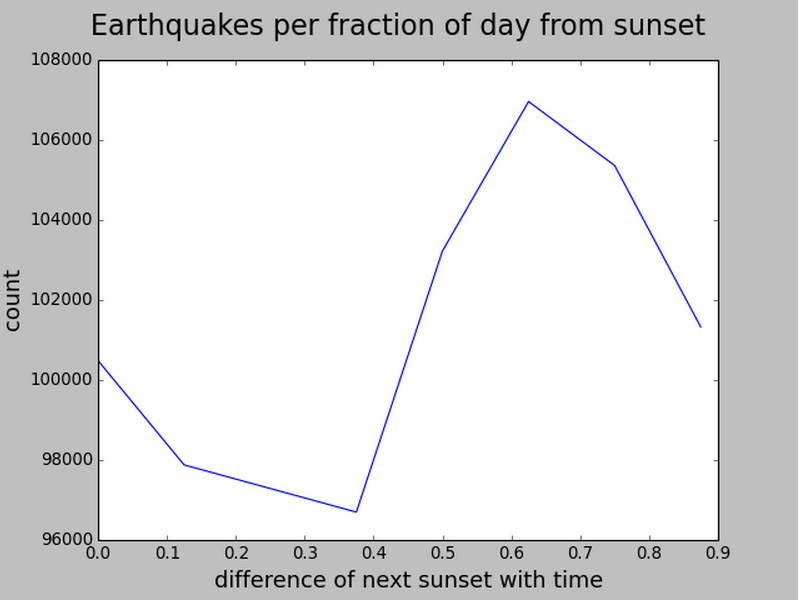 Earthquakes per fraction of day from sunset
108000
106000
104000
102000
100000
98000
96000
count
0.0 0.1 0.2 0.3 0.4 0.5 0.6 0.7 0.8 0.9
difference of next sunset with time